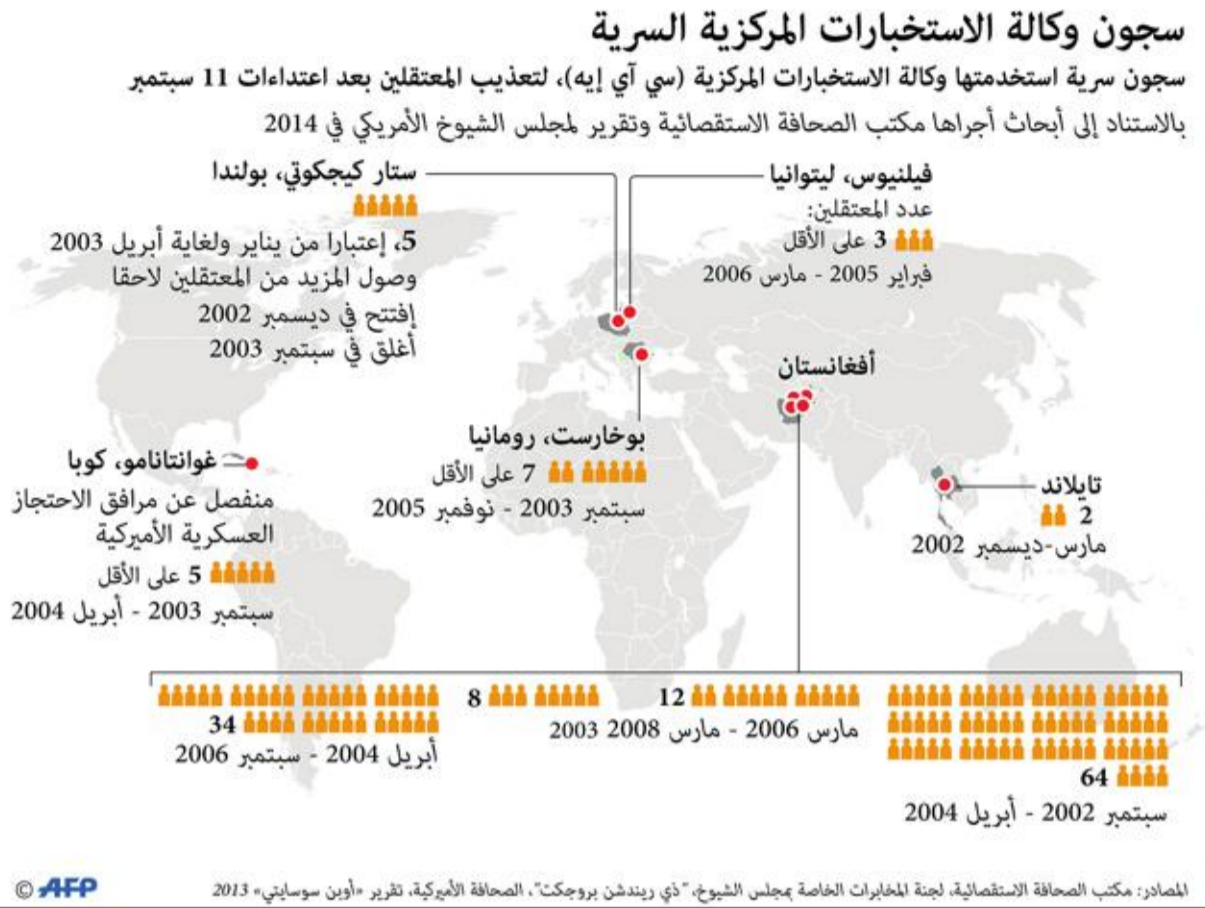 سجون وكالة الاستخبارات المركزية السرية
سجون سرية استخدمتها وكالة الاستخبارات المركزية (سي آي إيه)، لتعذيب المعتقلين بعد اعتداءات 11 سبتمبر
بالاستناد إلى أبحاث أجراها مكتب الصحافة الاستقصائية وتقرير لمجلس الشيوخ الأمريكي في 2014
فيلنيوس، ليتوانيا
عدد المعتقلين:
3 على الأقل
فبراير 2005 - مارس 2006
ستار كيجكوتي، بولندا
5، إعتبارا من يناير ولغاية أبريل 2003
وصول المزيد من المعتقلين لاحقا
إفتتح في ديسمبر 2002
أغلق في سبتمبر 2003
أفغانستان
بوخارست، رومانيا
7 على الأقل
سبتمبر 2003 - نوفمبر 2005
غوانتانامو، كوبا
منفصل عن مرافق الاحتجاز
العسكرية الأميركية
5 على الأقل
سبتمبر 2003 - أبريل 2004
تايلاند
2
مارس-ديسمبر 2002
64
سبتمبر 2002 - أبريل 2004
12
مارس 2006 - مارس 2008
8
2003
34
أبريل 2004 - سبتمبر 2006
المصادر: مكتب الصحافة الاستقصائية، لجنة المخابرات الخاصة بمجلس الشيوخ، "ذي ريندشن بروجكت"، الصحافة الأميركية، تقرير «أوبن سوسايتي» 2013
© AFP